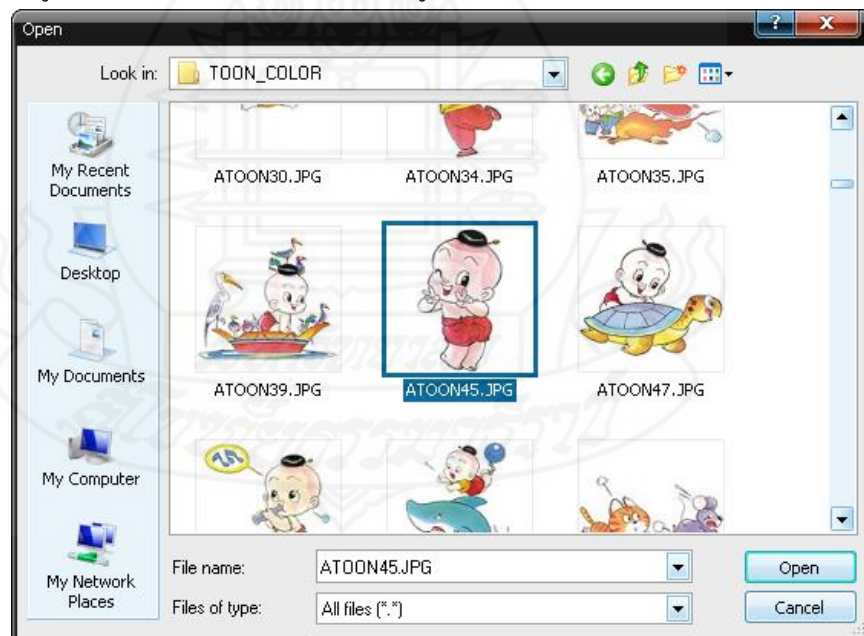 Open
Look in:
TOON_COLOR
My Recent
Documents
Desktop
My Documents
My Computer
My Network
Places
ATOON30.JPG
ATOON34.JPG
ATOON35.JPG
ATOON39.JPG
ATOON45.JPG
ATOON47.JPG
File name:
ATOON45.JPG
Open
Files of type:
All files (*.*)
Cancel